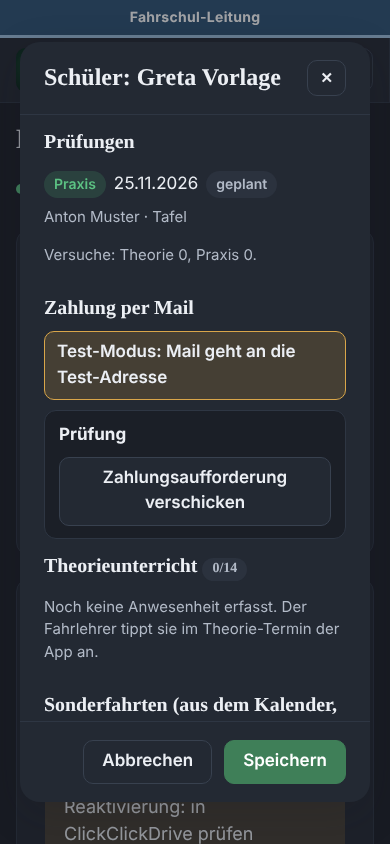 Fahrschul-Leitung
Schüler: Greta Vorlage
×
Prüfungen
Praxis 25.11.2026 geplant
Anton Muster · Tafel
Versuche: Theorie 0, Praxis 0.
Zahlung per Mail
Test-Modus: Mail geht an die
Test-Adresse
Prüfung
Zahlungsaufforderung
verschicken
Theorieunterricht 0/14
Noch keine Anwesenheit erfasst. Der
Fahrlehrer tippt sie im Theorie-Termin der
App an.
Sonderfahrten (aus dem Kalender,
Abbrechen Speichern
Reaktivierung: in
ClickClickDrive prüfen